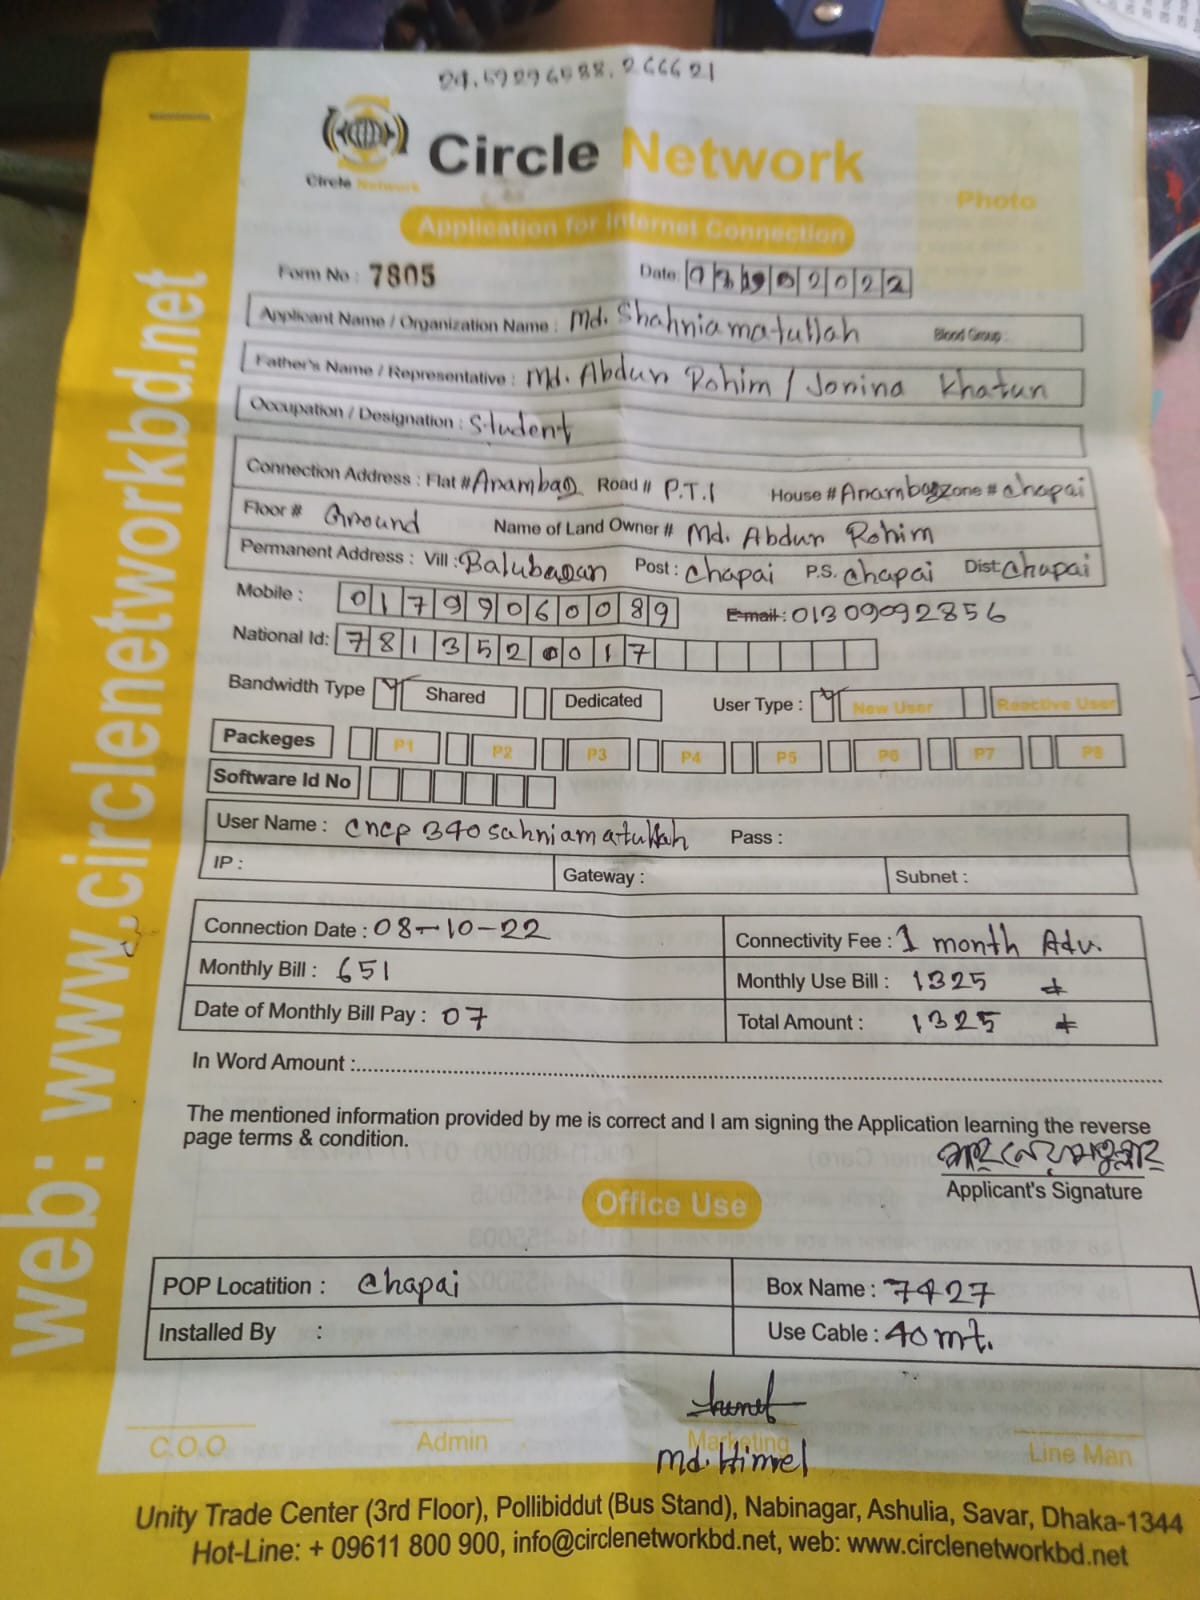 24.59296588.266621
Circle Network
Circle Network
Photo
Application for Internet Connection
Form No : 7805 Date:
Applicant Name / Organization Name : Md. Shahniamatullah Blood Group :
Father's Name / Representative : Md. Abdur Rohim / Jonina Khatun
Occupation / Designation : Student
Connection Address : Flat # Arambag Road # P.T.I House # Arambag Zone # Chapai
Floor # Ground Name of Land Owner # Md. Abdur Rohim
Permanent Address : Vill : Balubagan Post : Chapai P.S. Chapai Dist: Chapai
Mobile : 01799060089 E-mail : 01309092856
National Id: 7813520017
Bandwidth Type Shared Dedicated User Type : New User Reactive User
Packeges P1 P2 P3 P4 P5 P6 P7 P8
Software Id No
User Name : cncp340sahniamatullah Pass :
IP : Gateway : Subnet :
Connection Date : 08-10-22 Connectivity Fee : 1 month Adv.
Monthly Bill : 651 Monthly Use Bill : 1325
Date of Monthly Bill Pay : 07 Total Amount : 1325
In Word Amount :
The mentioned information provided by me is correct and I am signing the Application learning the reverse
page terms & condition.
Applicant's Signature
Office Use
POP Locatition : Chapai Box Name : 7427
Installed By : Use Cable : 40 mt.
C.O.O Admin Marketing Line Man
Md. Himel
Unity Trade Center (3rd Floor), Pollibiddut (Bus Stand), Nabinagar, Ashulia, Savar, Dhaka-1344
Hot-Line: + 09611 800 900, info@circlenetworkbd.net, web: www.circlenetworkbd.net
web: www.circlenetworkbd.net